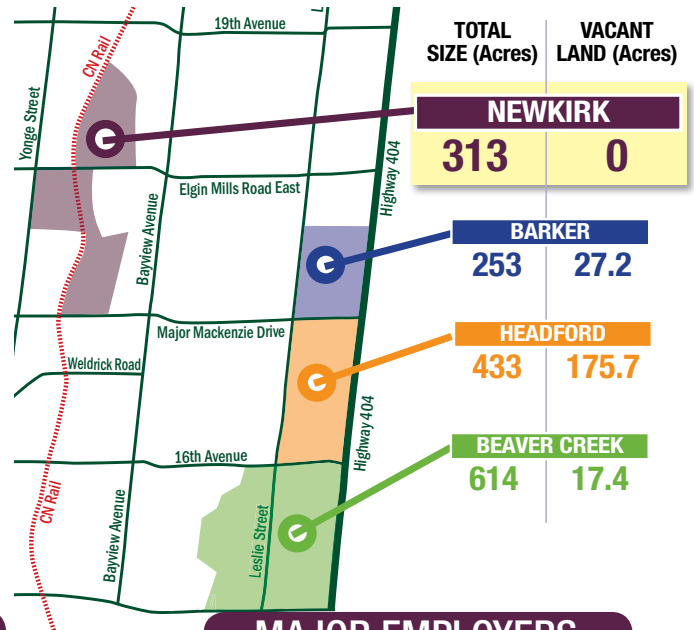 19th Avenue
L
TOTAL
SIZE (Acres)
VACANT
LAND (Acres)
CN Rail
Yonge Street
NEWKIRK
313 0
Highway 404
Elgin Mills Road East
Bayview Avenue
BARKER
253 27.2
Major Mackenzie Drive
HEADFORD
433 175.7
Weldrick Road
Highway 404
BEAVER CREEK
614 17.4
16th Avenue
CN Rail
Bayview Avenue
Leslie Street
MAJOR EMPLOYERS